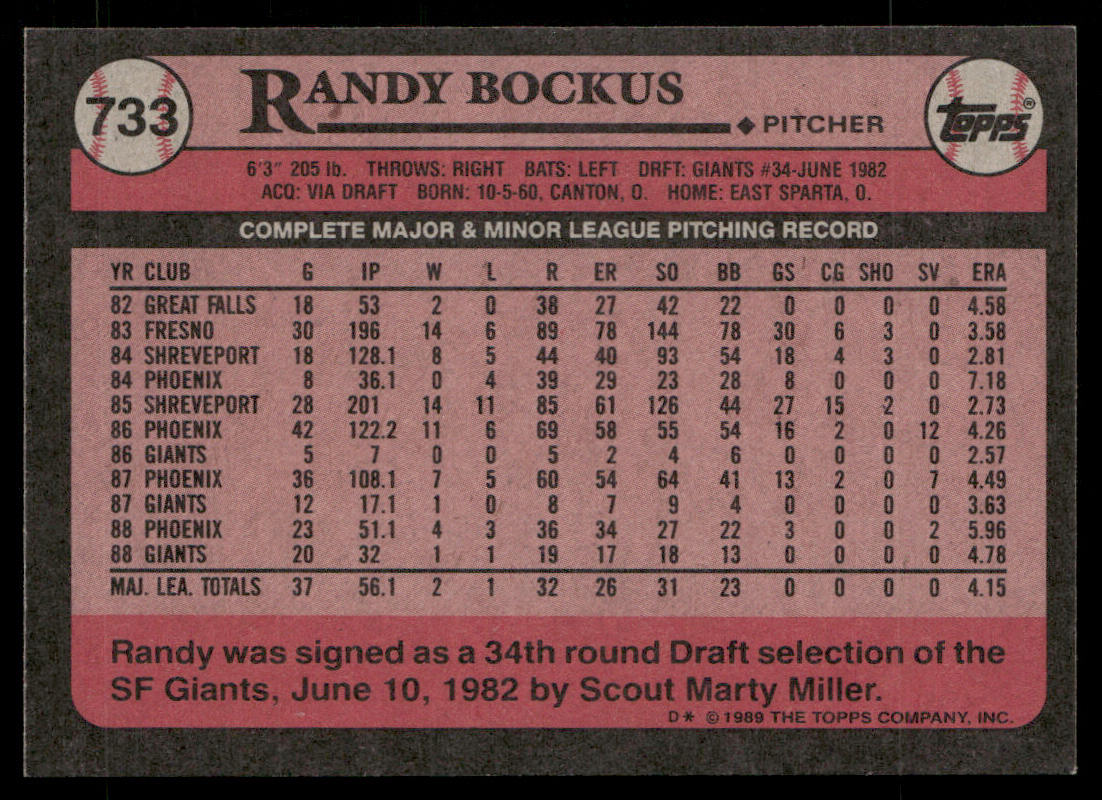 733
RANDY BOCKUS
PITCHER
Topps®
6'3" 205 lb. THROWS: RIGHT BATS: LEFT DRFT: GIANTS #34-JUNE 1982
ACQ: VIA DRAFT BORN: 10-5-60, CANTON, O. HOME: EAST SPARTA, O.
COMPLETE MAJOR & MINOR LEAGUE PITCHING RECORD
YR CLUB G IP W L R ER SO BB GS CG SHO SV ERA
82 GREAT FALLS 18 53 2 0 38 27 42 22 0 0 0 0 4.58
83 FRESNO 30 196 14 6 89 78 144 78 30 6 3 0 3.58
84 SHREVEPORT 18 128.1 8 5 44 40 93 54 18 4 3 0 2.81
84 PHOENIX 8 36.1 0 4 39 29 23 28 8 0 0 0 7.18
85 SHREVEPORT 28 201 14 11 85 61 126 44 27 15 2 0 2.73
86 PHOENIX 42 122.2 11 6 69 58 55 54 16 2 0 12 4.26
86 GIANTS 5 7 0 0 5 2 4 6 0 0 0 0 2.57
87 PHOENIX 36 108.1 7 5 60 54 64 41 13 2 0 7 4.49
87 GIANTS 12 17.1 1 0 8 7 9 4 0 0 0 0 3.63
88 PHOENIX 23 51.1 4 3 36 34 27 22 3 0 0 2 5.96
88 GIANTS 20 32 1 1 19 17 18 13 0 0 0 0 4.78
MAJ. LEA. TOTALS 37 56.1 2 1 32 26 31 23 0 0 0 0 4.15
Randy was signed as a 34th round Draft selection of the
SF Giants, June 10, 1982 by Scout Marty Miller.
D* © 1989 THE TOPPS COMPANY, INC.